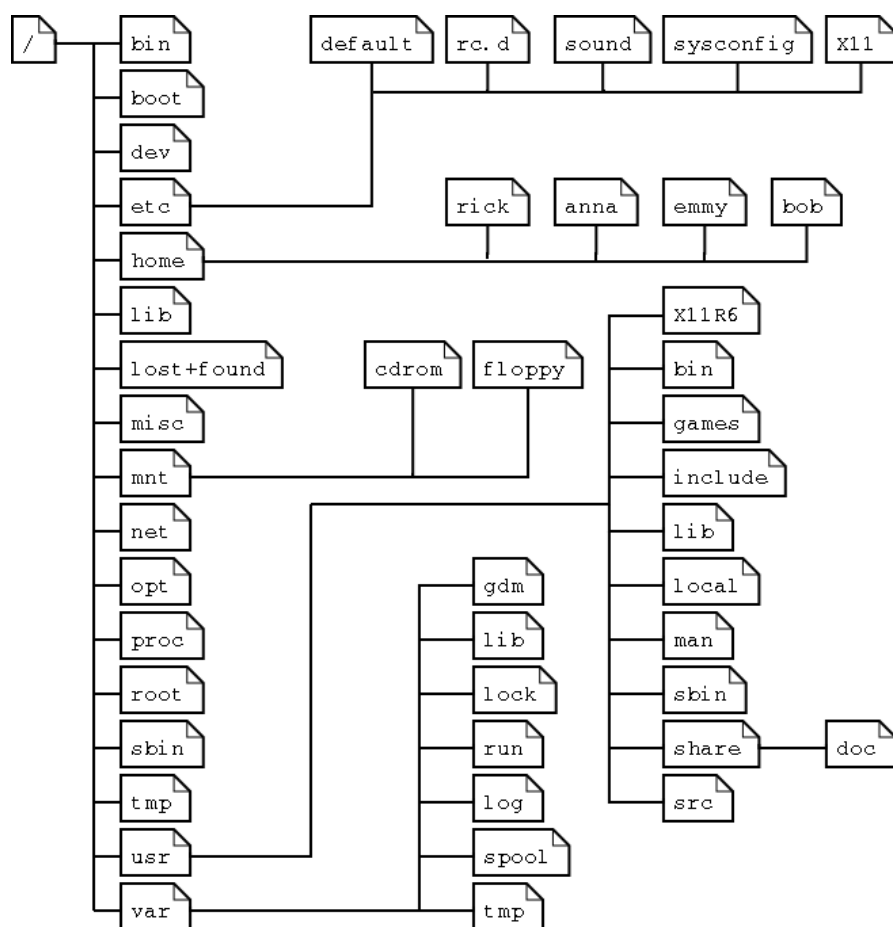 /
bin
default
rc.d
sound
sysconfig
X11
boot
dev
etc
rick
anna
emmy
bob
home
lib
X11R6
lost+found
cdrom
floppy
bin
misc
games
mnt
include
net
lib
opt
gdm
local
proc
lib
man
root
lock
sbin
sbin
run
share
doc
tmp
log
src
usr
spool
var
tmp